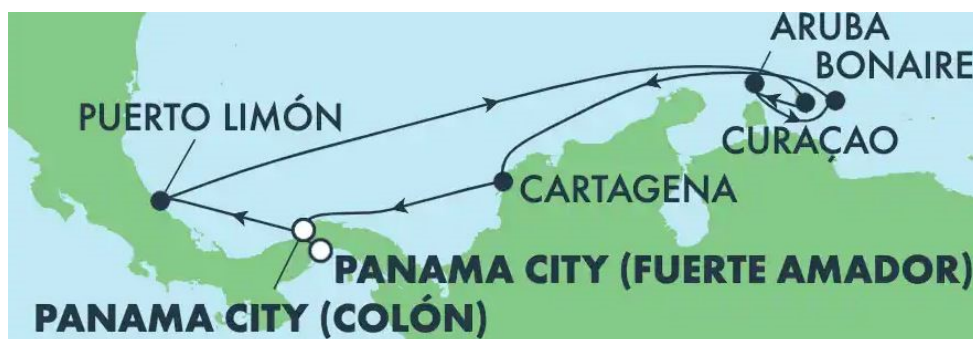 ARUBA
BONAIRE
PUERTO LIMÓN
CURAÇAO
CARTAGENA
PANAMA CITY (FUERTE AMADOR)
PANAMA CITY (COLÓN)